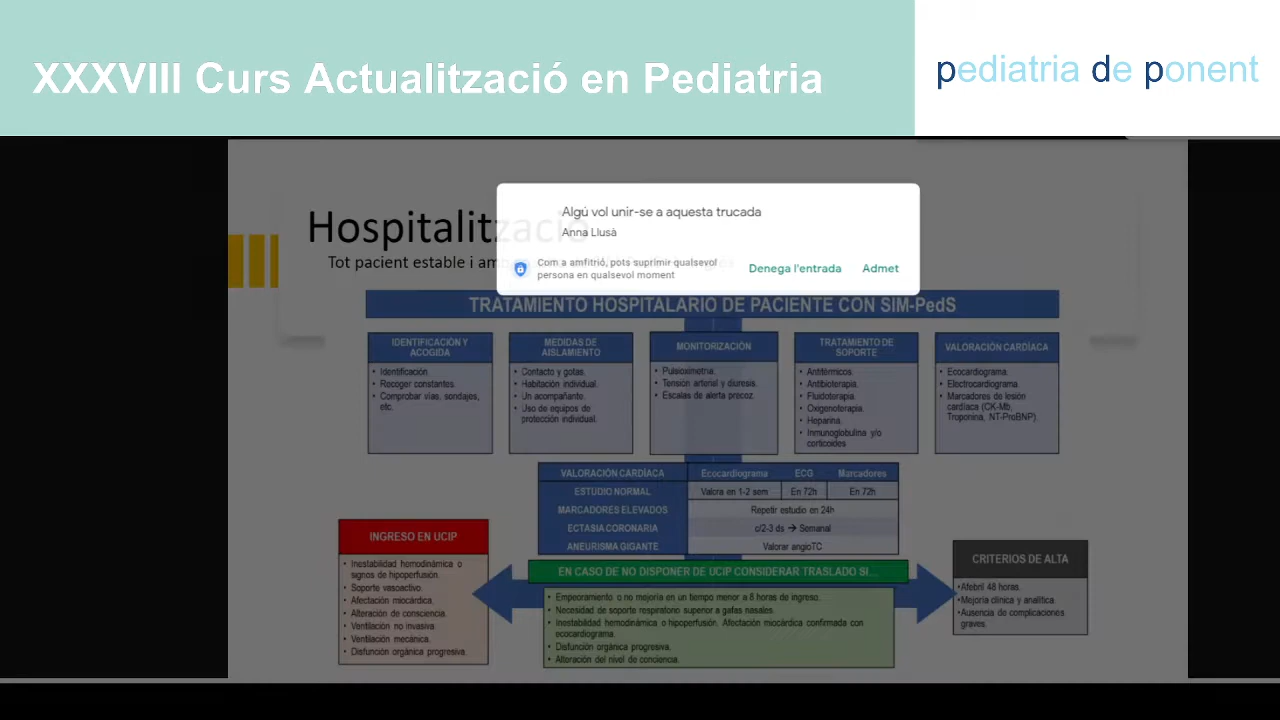 XXXVIII Curs Actualització en Pediatria
pediatria de ponent
Algú vol unir-se a aquesta trucada
Anna Llusà
Com a amfitrió, pots suprimir qualsevol
persona en qualsevol moment
Denega l'entrada
Admet
Hospitalització
Tot pacient estable i
TRATAMIENTO HOSPITALARIO DE PACIENTE CON SIM-PedS
IDENTIFICACIÓN Y
ACOGIDA
• Identificación.
• Recoger constantes.
• Comprobar vías, sondajes,
etc.
MEDIDAS DE
AISLAMIENTO
• Contacto y gotas.
• Habitación individual.
• Un acompañante.
• Uso de equipos de
protección individual.
MONITORIZACIÓN
• Pulsioximetria.
• Tensión arterial y diuresis.
• Escalas de alerta precoz.
TRATAMIENTO DE
SOPORTE
• Antitérmicos.
• Antibioterapia.
• Fluidoterapia.
• Oxigenoterapia.
• Heparina.
• Inmunoglobulina y/o
corticoides
VALORACIÓN CARDÍACA
• Ecocardiograma.
• Electrocardiograma.
• Marcadores de lesión
cardíaca (CK-Mb,
Troponina, NT-ProBNP).
VALORACIÓN CARDÍACA Ecocardiograma ECG Marcadores
ESTUDIO NORMAL Valora en 1-2 sem En 72h En 72h
MARCADORES ELEVADOS Repetir estudio en 24h
ECTASIA CORONARIA c/2-3 ds → Semanal
ANEURISMA GIGANTE Valorar angioTC
INGRESO EN UCIP
• Inestabilidad hemodinámica o
signos de hipoperfusión.
• Soporte vasoactivo.
• Afectación miocárdica.
• Alteración de consciencia.
• Ventilación no invasiva.
• Ventilación mecánica.
• Disfunción orgánica progresiva.
EN CASO DE NO DISPONER DE UCIP CONSIDERAR TRASLADO SI...
• Empeoramiento o no mejoría en un tiempo menor a 8 horas de ingreso.
• Necesidad de soporte respiratorio superior a gafas nasales.
• Inestabilidad hemodinámica o hipoperfusión. Afectación miocárdica confirmada con
ecocardiograma.
• Disfunción orgánica progresiva.
• Alteración del nivel de conciencia.
CRITERIOS DE ALTA
•Afebril 48 horas.
•Mejoría clínica y analítica.
•Ausencia de complicaciones
graves.